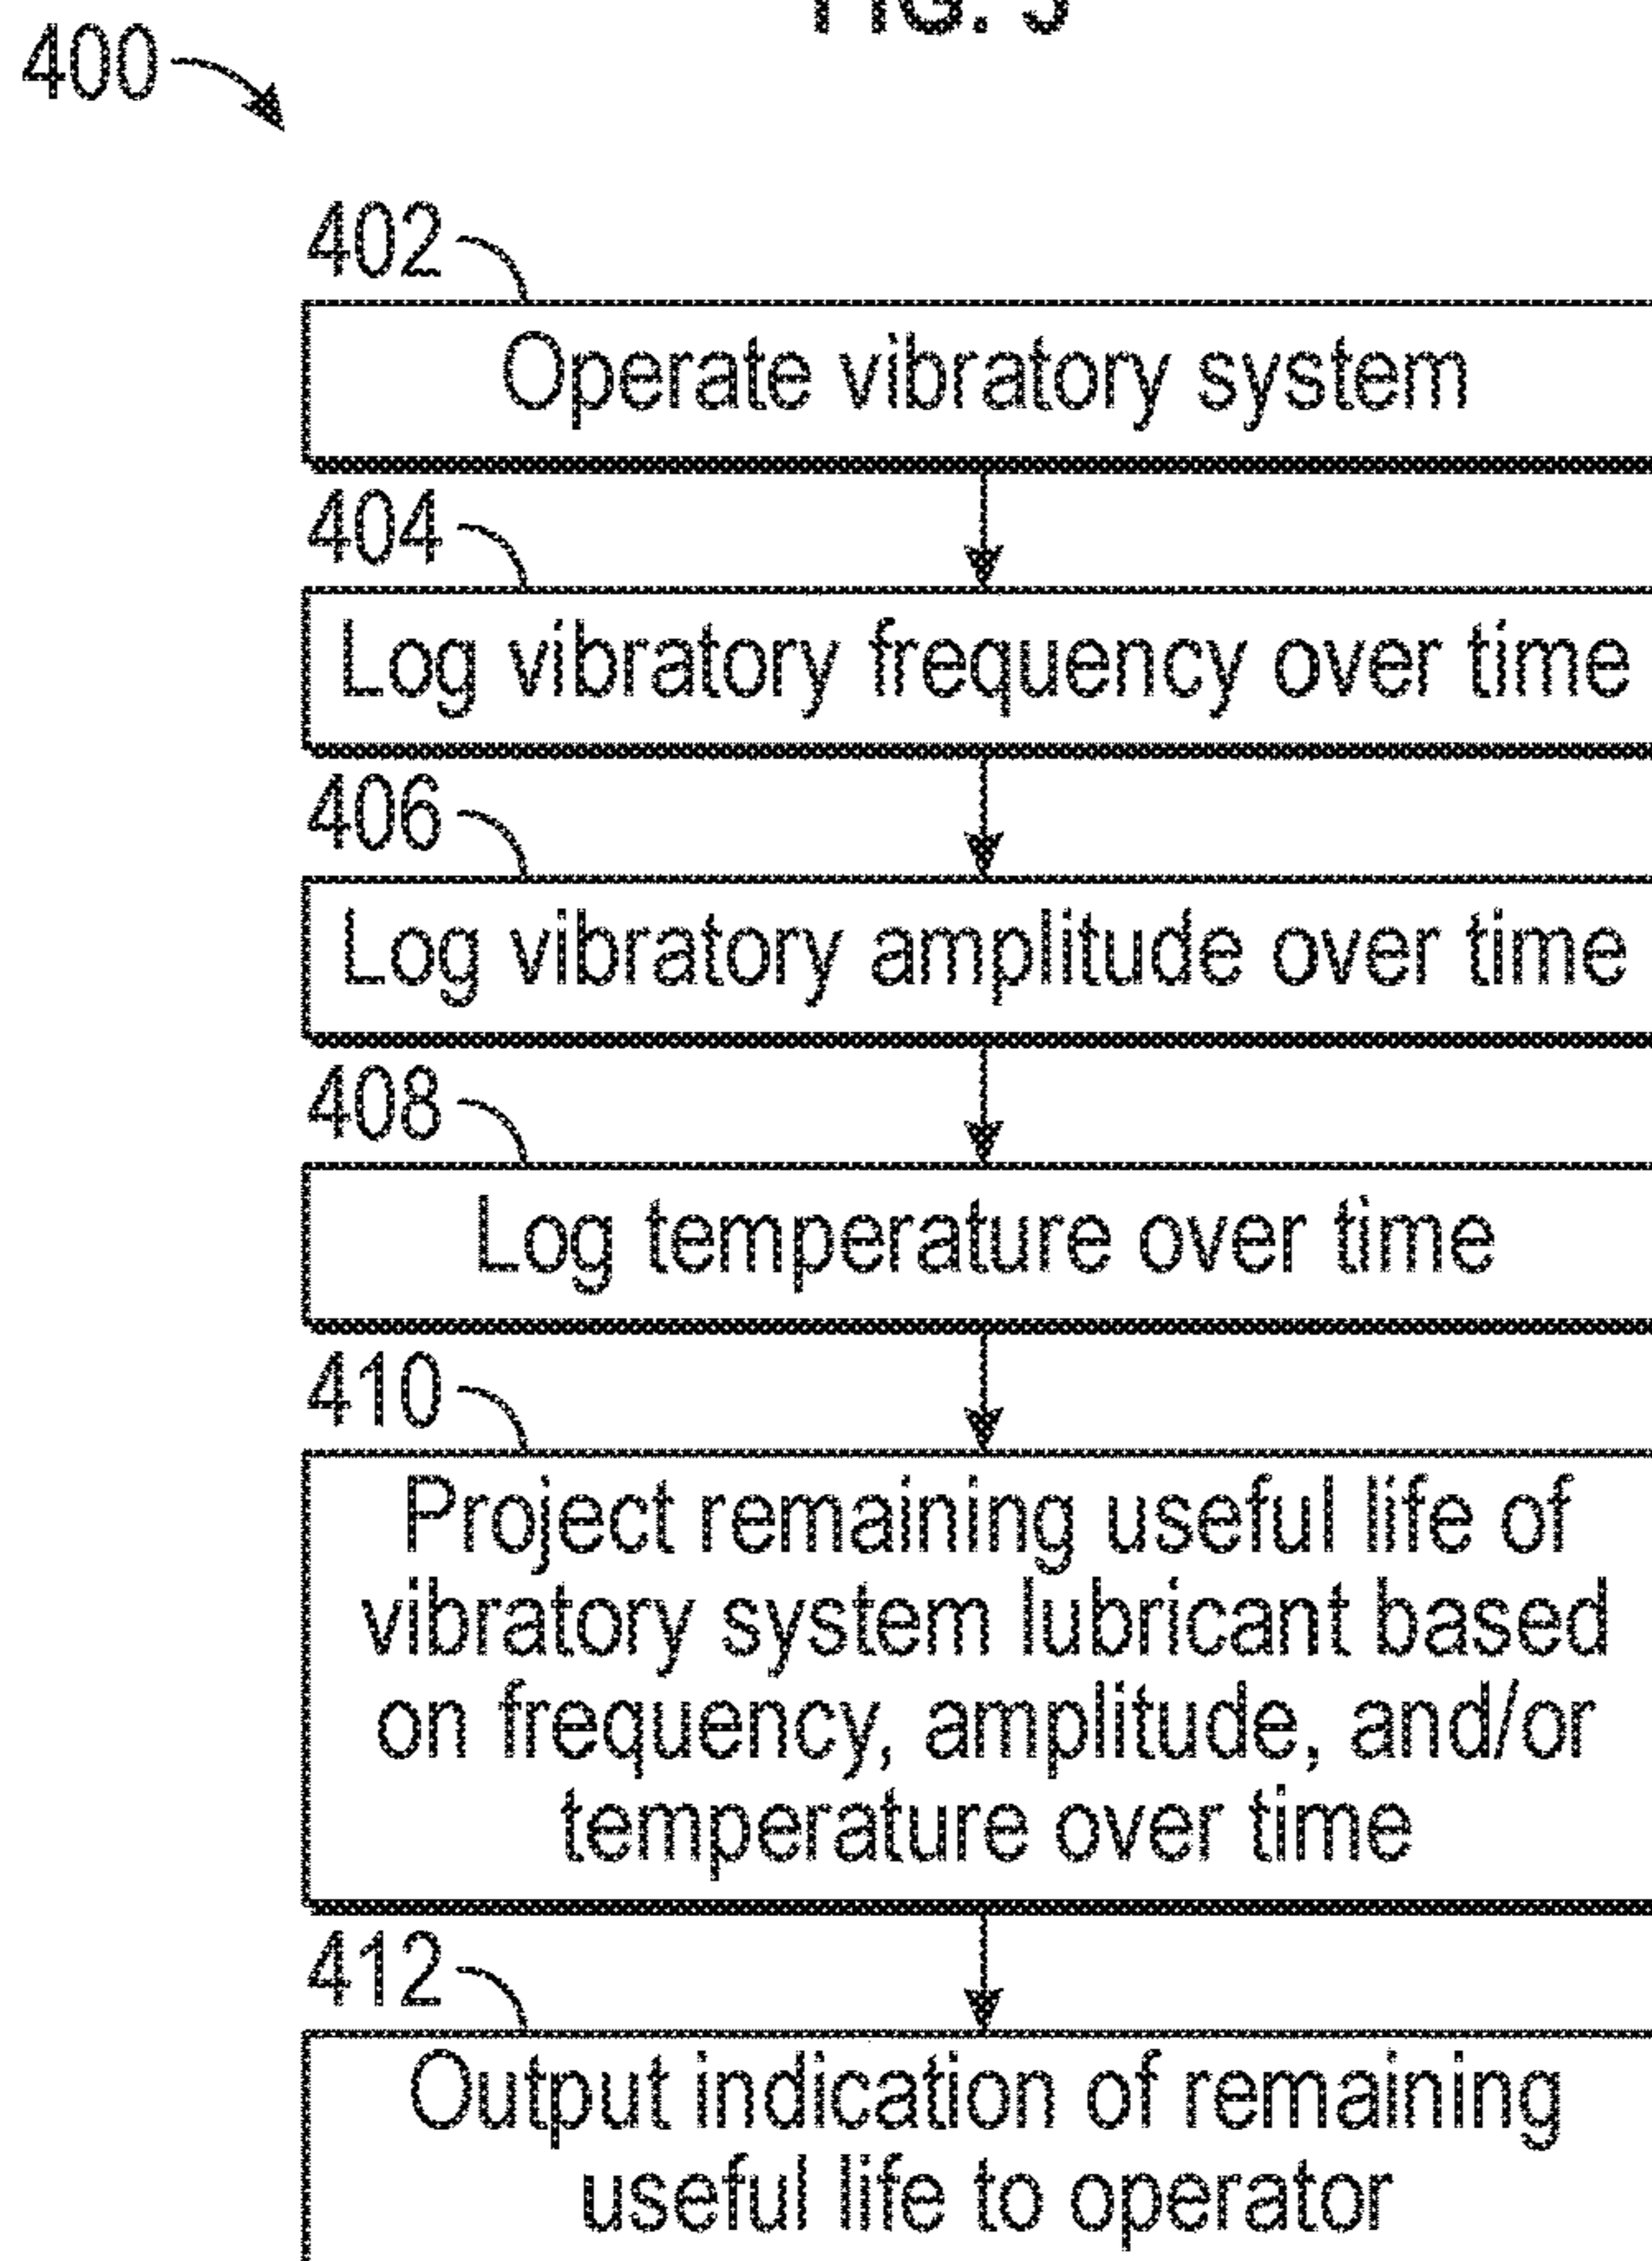 FIG. 3
400
402
Operate vibratory system
404
Log vibratory frequency over time
406
Log vibratory amplitude over time
408
Log temperature over time
410
Project remaining useful life of
vibratory system lubricant based
on frequency, amplitude, and/or
temperature over time
412
Output indication of remaining
useful life to operator